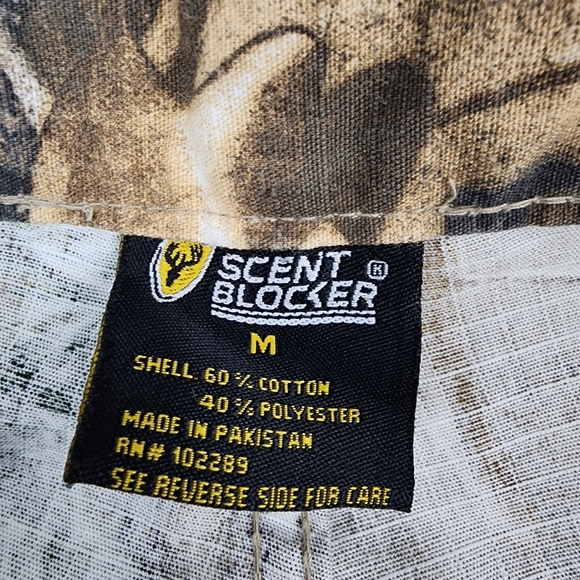 SCENT
BLOCKER ®
M
SHELL 60 % COTTON
40 % POLYESTER
MADE IN PAKISTAN
RN# 102289
SEE REVERSE SIDE FOR CARE